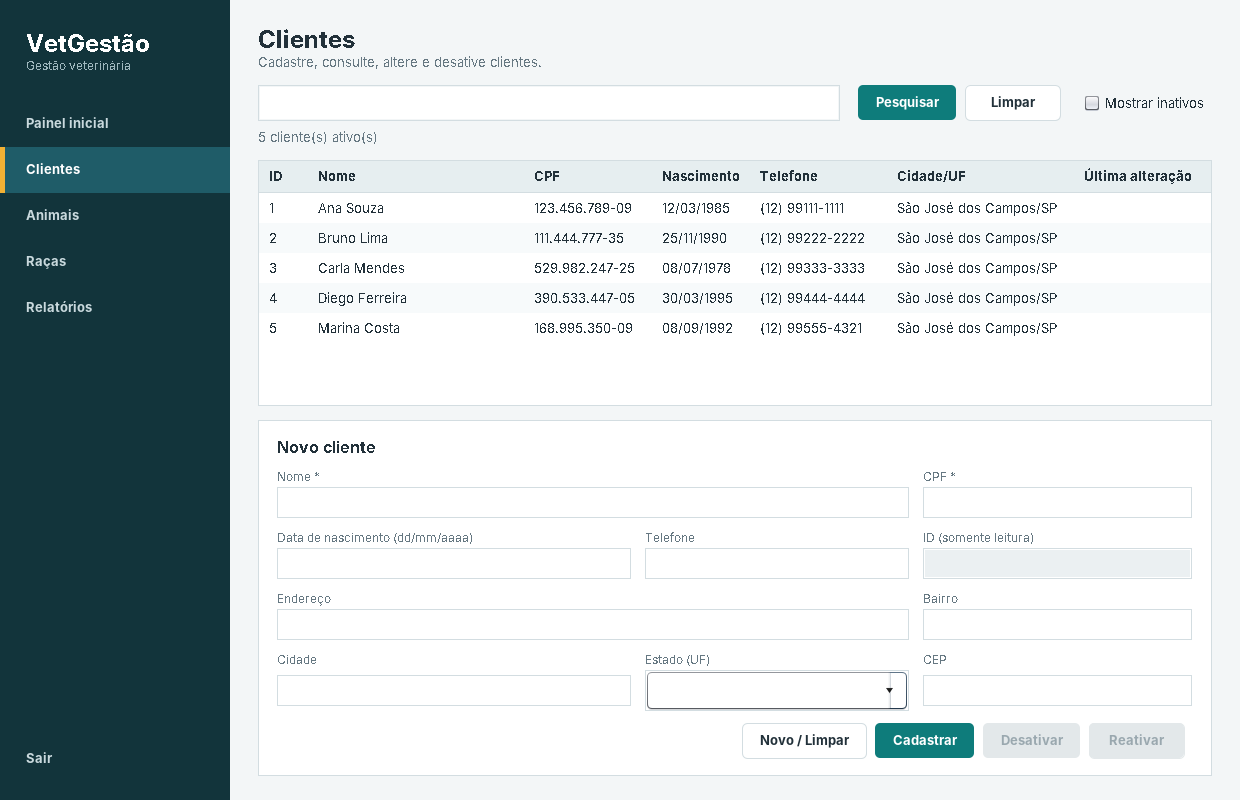 VetGestão
Gestão veterinária
Painel inicial
Clientes
Animais
Raças
Relatórios
Sair
Clientes
Cadastre, consulte, altere e desative clientes.
Pesquisar Limpar Mostrar inativos
5 cliente(s) ativo(s)
ID Nome CPF Nascimento Telefone Cidade/UF Última alteração
1 Ana Souza 123.456.789-09 12/03/1985 (12) 99111-1111 São José dos Campos/SP
2 Bruno Lima 111.444.777-35 25/11/1990 (12) 99222-2222 São José dos Campos/SP
3 Carla Mendes 529.982.247-25 08/07/1978 (12) 99333-3333 São José dos Campos/SP
4 Diego Ferreira 390.533.447-05 30/03/1995 (12) 99444-4444 São José dos Campos/SP
5 Marina Costa 168.995.350-09 08/09/1992 (12) 99555-4321 São José dos Campos/SP
Novo cliente
Nome * CPF *
Data de nascimento (dd/mm/aaaa) Telefone ID (somente leitura)
Endereço Bairro
Cidade Estado (UF) CEP
Novo / Limpar Cadastrar Desativar Reativar